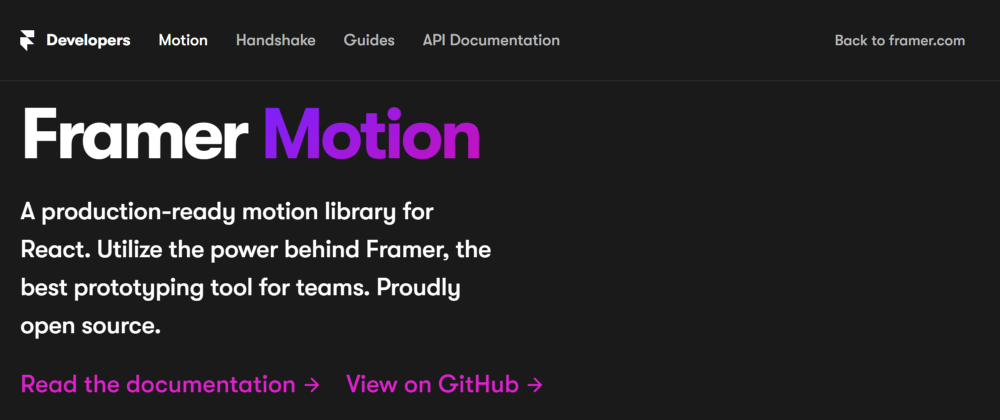 Developers Motion Handshake Guides API Documentation Back to framer.com
Framer Motion
A production-ready motion library for
React. Utilize the power behind Framer, the
best prototyping tool for teams. Proudly
open source.
Read the documentation → View on GitHub →